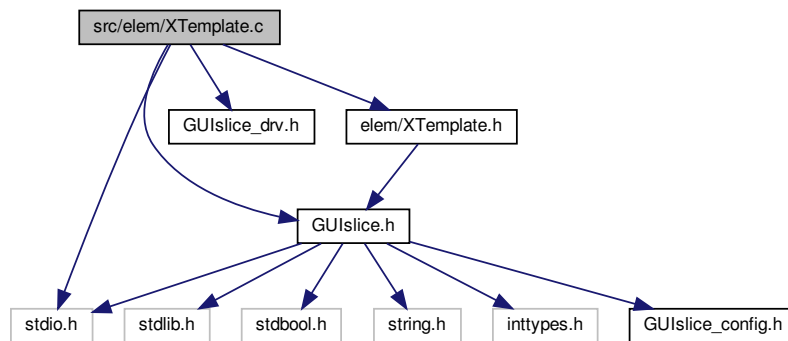 src/elem/XTemplate.c
GUIslice_drv.h
elem/XTemplate.h
GUIslice.h
stdio.h
stdlib.h
stdbool.h
string.h
inttypes.h
GUIslice_config.h